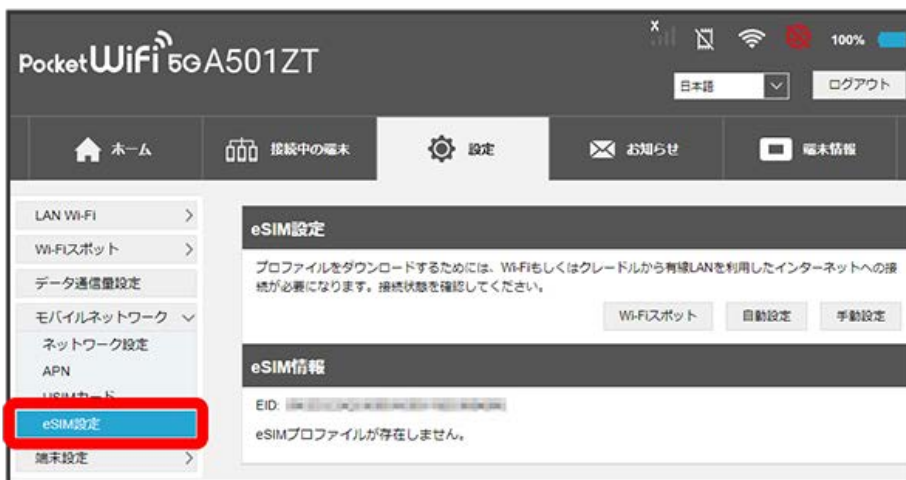 Pocket WiFi 5G A501ZT
100%
日本語
ログアウト
ホーム
接続中の端末
設定
お知らせ
端末情報
LAN Wi-Fi
Wi-Fiスポット
データ通信量設定
モバイルネットワーク
ネットワーク設定
APN
USIMカード
eSIM設定
端末設定
eSIM設定
プロファイルをダウンロードするためには、Wi-Fiもしくはクレードルから有線LANを利用したインターネットへの接
続が必要になります。接続状態を確認してください。
Wi-Fiスポット
自動設定
手動設定
eSIM情報
EID:
eSIMプロファイルが存在しません。